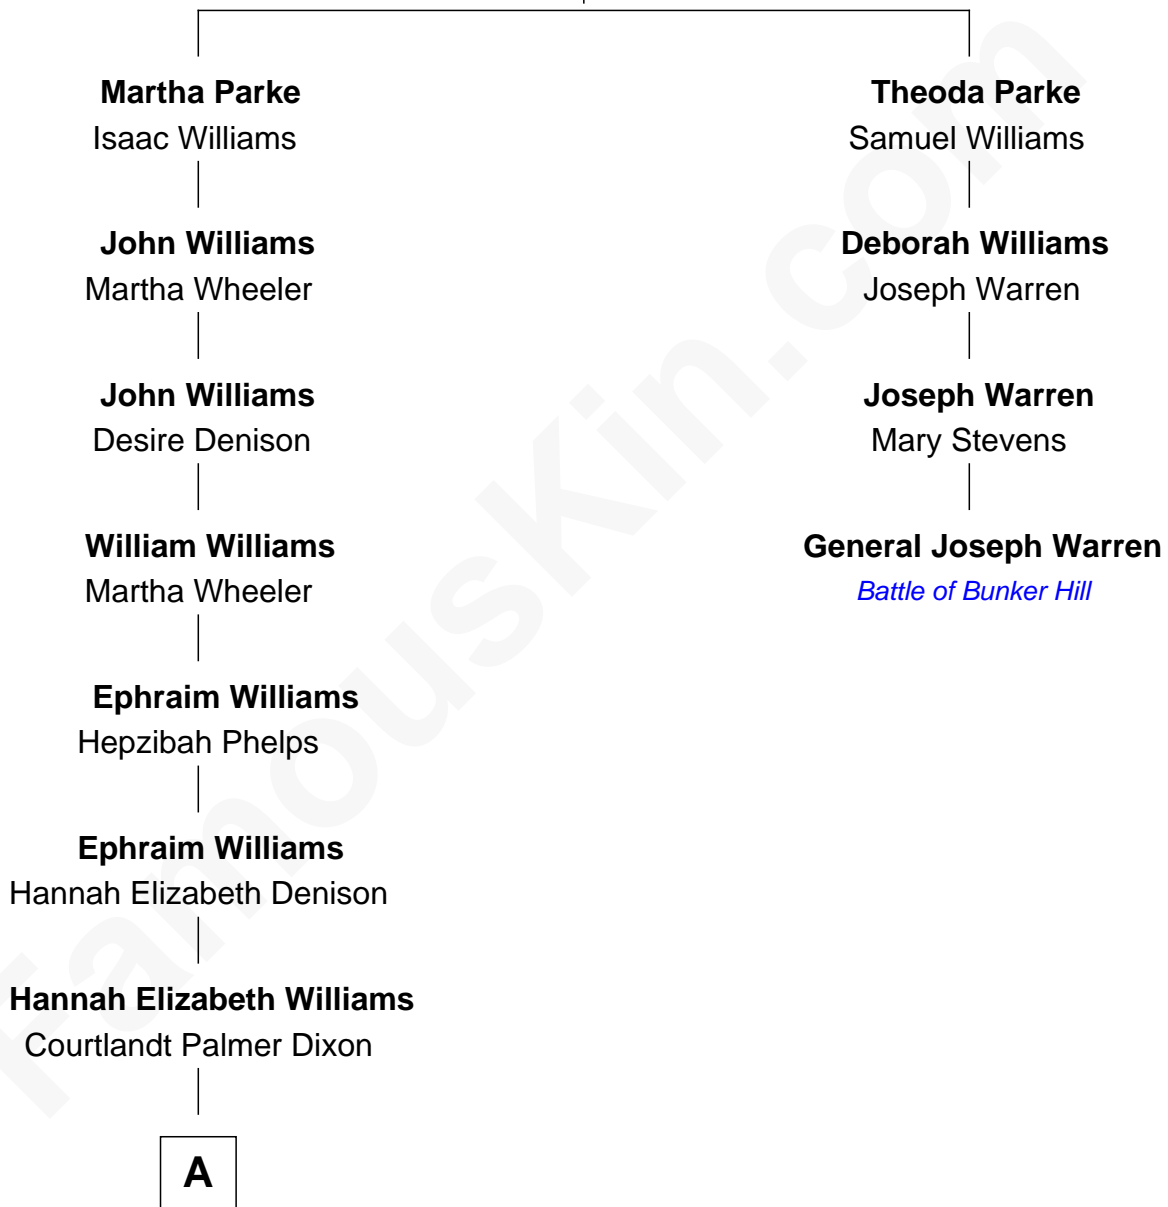 Martha Parke
Isaac Williams
Theoda Parke
Samuel Williams
John Williams
Martha Wheeler
Deborah Williams
Joseph Warren
John Williams
Desire Denison
Joseph Warren
Mary Stevens
William Williams
Martha Wheeler
General Joseph Warren
Battle of Bunker Hill
Ephraim Williams
Hepzibah Phelps
Ephraim Williams
Hannah Elizabeth Denison
Hannah Elizabeth Williams
Courtlandt Palmer Dixon
A
FamousKin.com